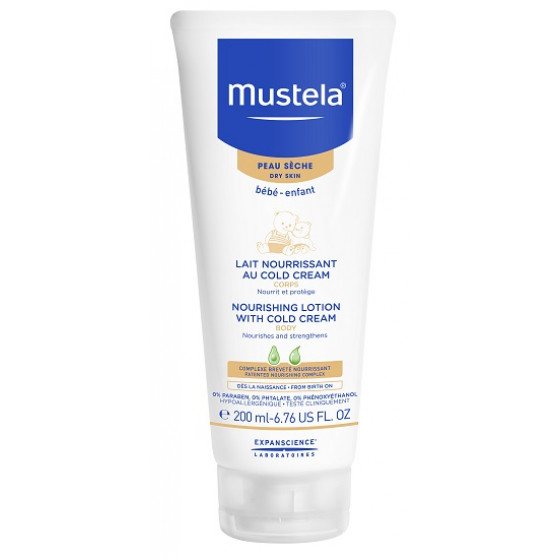 Mustela®
PEAU SÈCHE
DRY SKIN
bébé - enfant
LAIT NOURRISSANT
AU COLD CREAM
CORPS
Nourrit et protège
NOURISHING LOTION
WITH COLD CREAM
BODY
Nourishes and strengthens
COMPLEXE BREVETÉ NOURRISSANT
PATENTED NOURISHING COMPLEX
DÈS LA NAISSANCE - FROM BIRTH ON
0% PARABEN, 0% PHTALATE, 0% PHÉNOXYÉTHANOL
HYPOALLERGÉNIQUE - TESTÉ CLINIQUEMENT
℮ 200 ml-6.76 US FL. OZ
EXPANSCIENCE®
LABORATOIRES